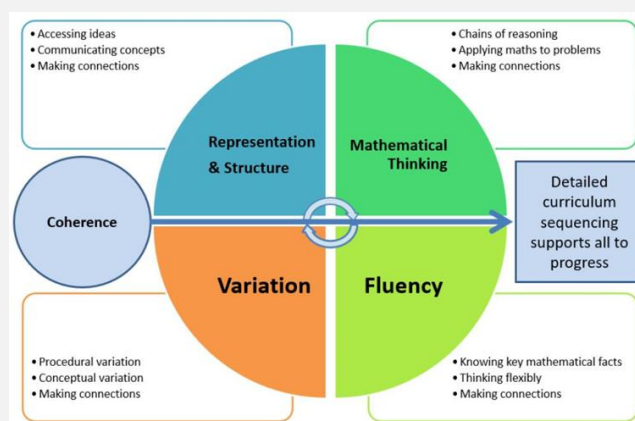 • Accessing ideas
• Communicating concepts
• Making connections
• Chains of reasoning
• Applying maths to problems
• Making connections
Representation
& Structure
Mathematical
Thinking
Coherence
Detailed
curriculum
sequencing
supports all to
progress
Variation
Fluency
• Procedural variation
• Conceptual variation
• Making connections
• Knowing key mathematical facts
• Thinking flexibly
• Making connections